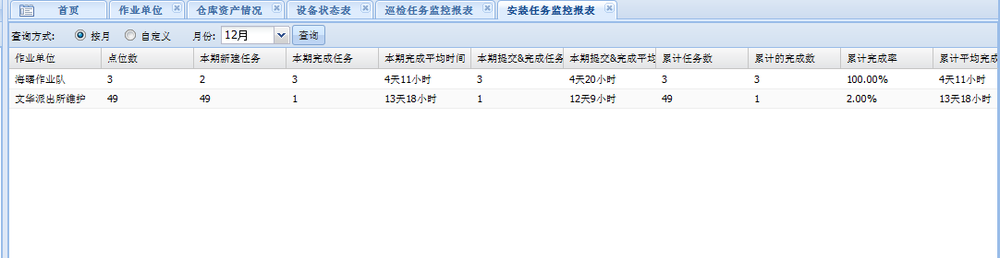 首页 作业单位 仓库资产情况 设备状态表 巡检任务监控报表 安装任务监控报表
查询方式: 按月 自定义 月份: 12月 查询
作业单位 点位数 本期新建任务 本期完成任务 本期完成平均时间 本期提交&完成任务 本期提交&完成平均 累计任务数 累计的完成数 累计完成率 累计平均完成
海曙作业队 3 2 3 4天11小时 3 4天20小时 3 3 100.00% 4天11小时
文华派出所维护 49 49 1 13天18小时 1 12天9小时 49 1 2.00% 13天18小时